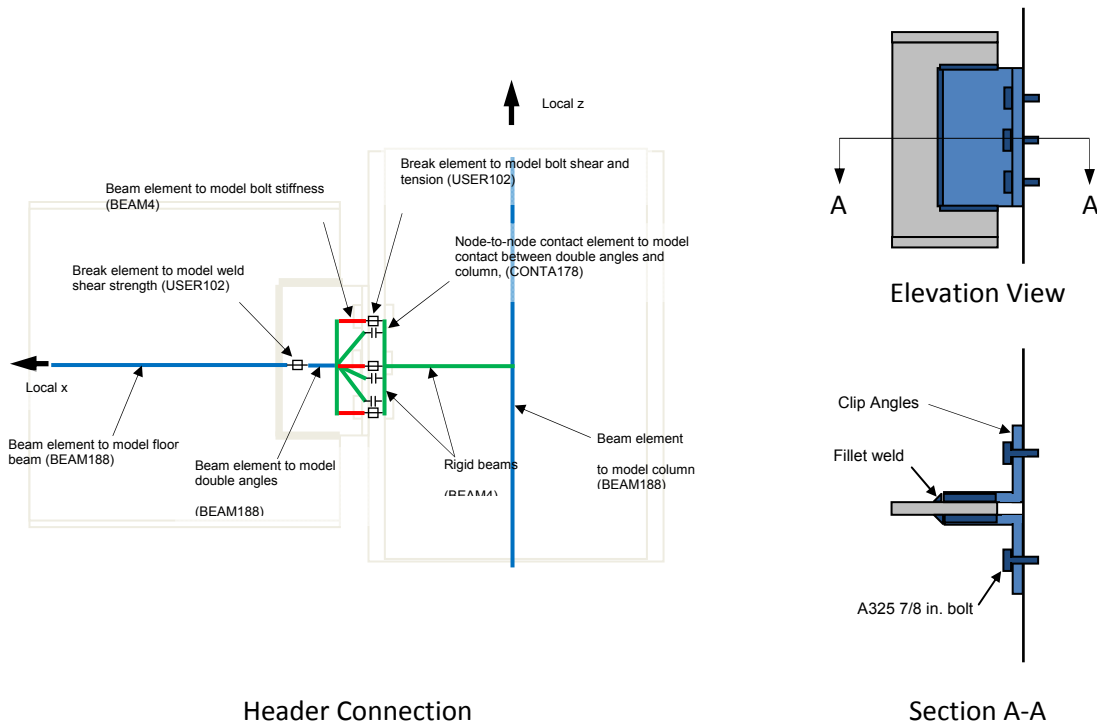 Local z
Break element to model bolt shear and
tension (USER102)
Beam element to model bolt stiffness
(BEAM4)
Node-to-node contact element to model
contact between double angles and
column, (CONTA178)
Break element to model weld
shear strength (USER102)
Local x
Beam element to model floor
beam (BEAM188)
Beam element to model
double angles
(BEAM188)
Rigid beams
(BEAM4)
Beam element
to model column
(BEAM188)
Header Connection
A
A
Elevation View
Clip Angles
Fillet weld
A325 7/8 in. bolt
Section A-A